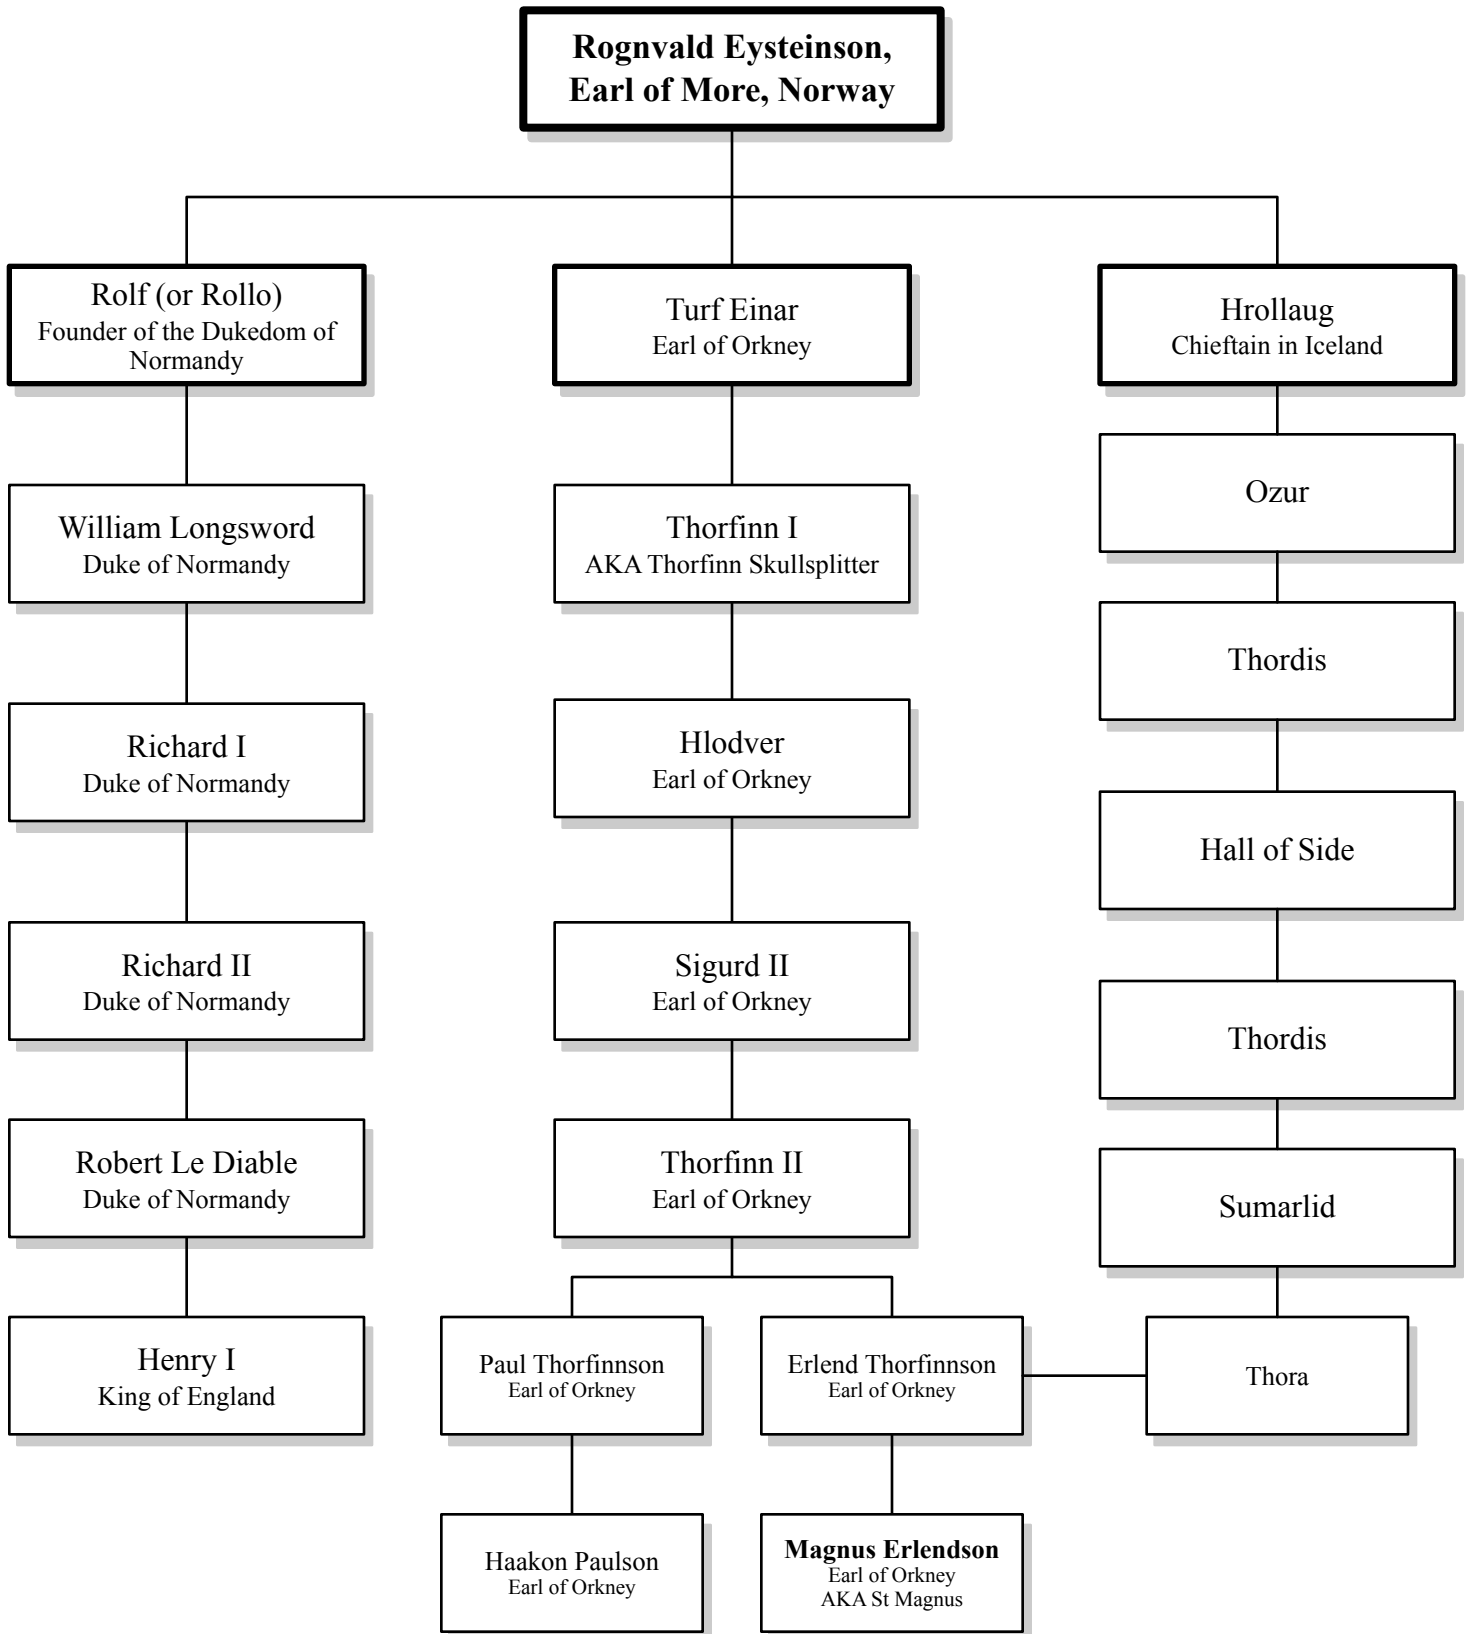 Rognvald Eysteinson,
Earl of More, Norway
Rolf (or Rollo)
Founder of the Dukedom of
Normandy
Turf Einar
Earl of Orkney
Hrollaug
Chieftain in Iceland
William Longsword
Duke of Normandy
Thorfinn I
AKA Thorfinn Skullsplitter
Ozur
Thordis
Richard I
Duke of Normandy
Hlodver
Earl of Orkney
Hall of Side
Richard II
Duke of Normandy
Sigurd II
Earl of Orkney
Thordis
Robert Le Diable
Duke of Normandy
Thorfinn II
Earl of Orkney
Sumarlid
Henry I
King of England
Paul Thorfinnson
Earl of Orkney
Erlend Thorfinnson
Earl of Orkney
Thora
Haakon Paulson
Earl of Orkney
Magnus Erlendson
Earl of Orkney
AKA St Magnus